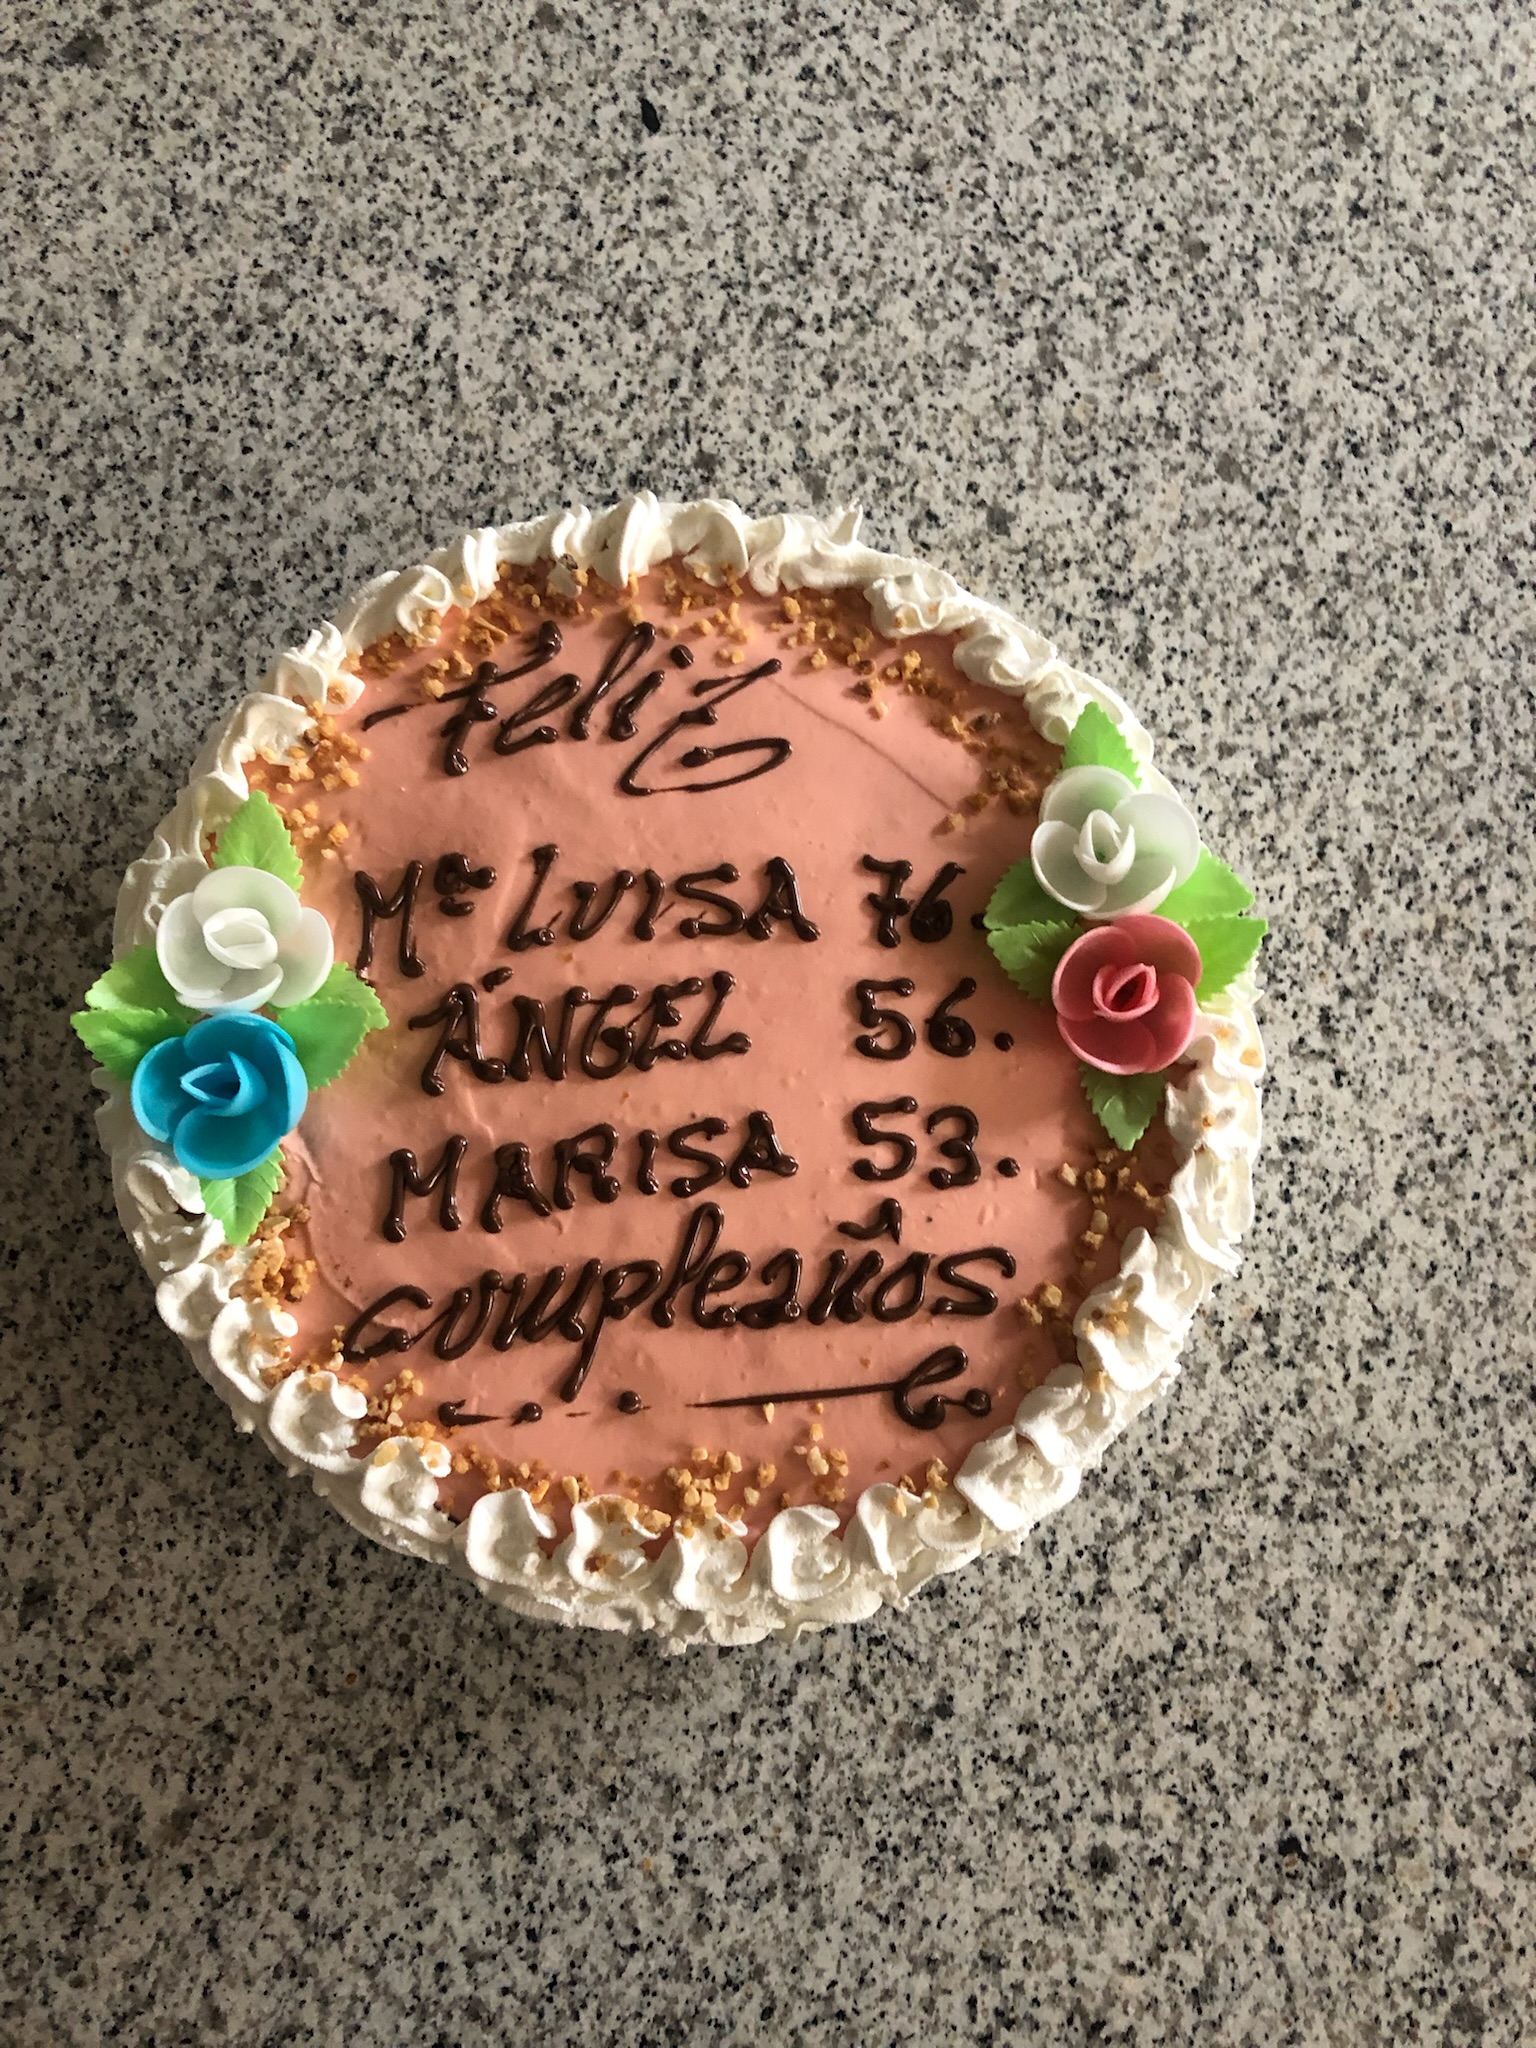 Feliz
Mª LUISA 76.
ÁNGEL 56.
MARISA 53.
cumpleaños